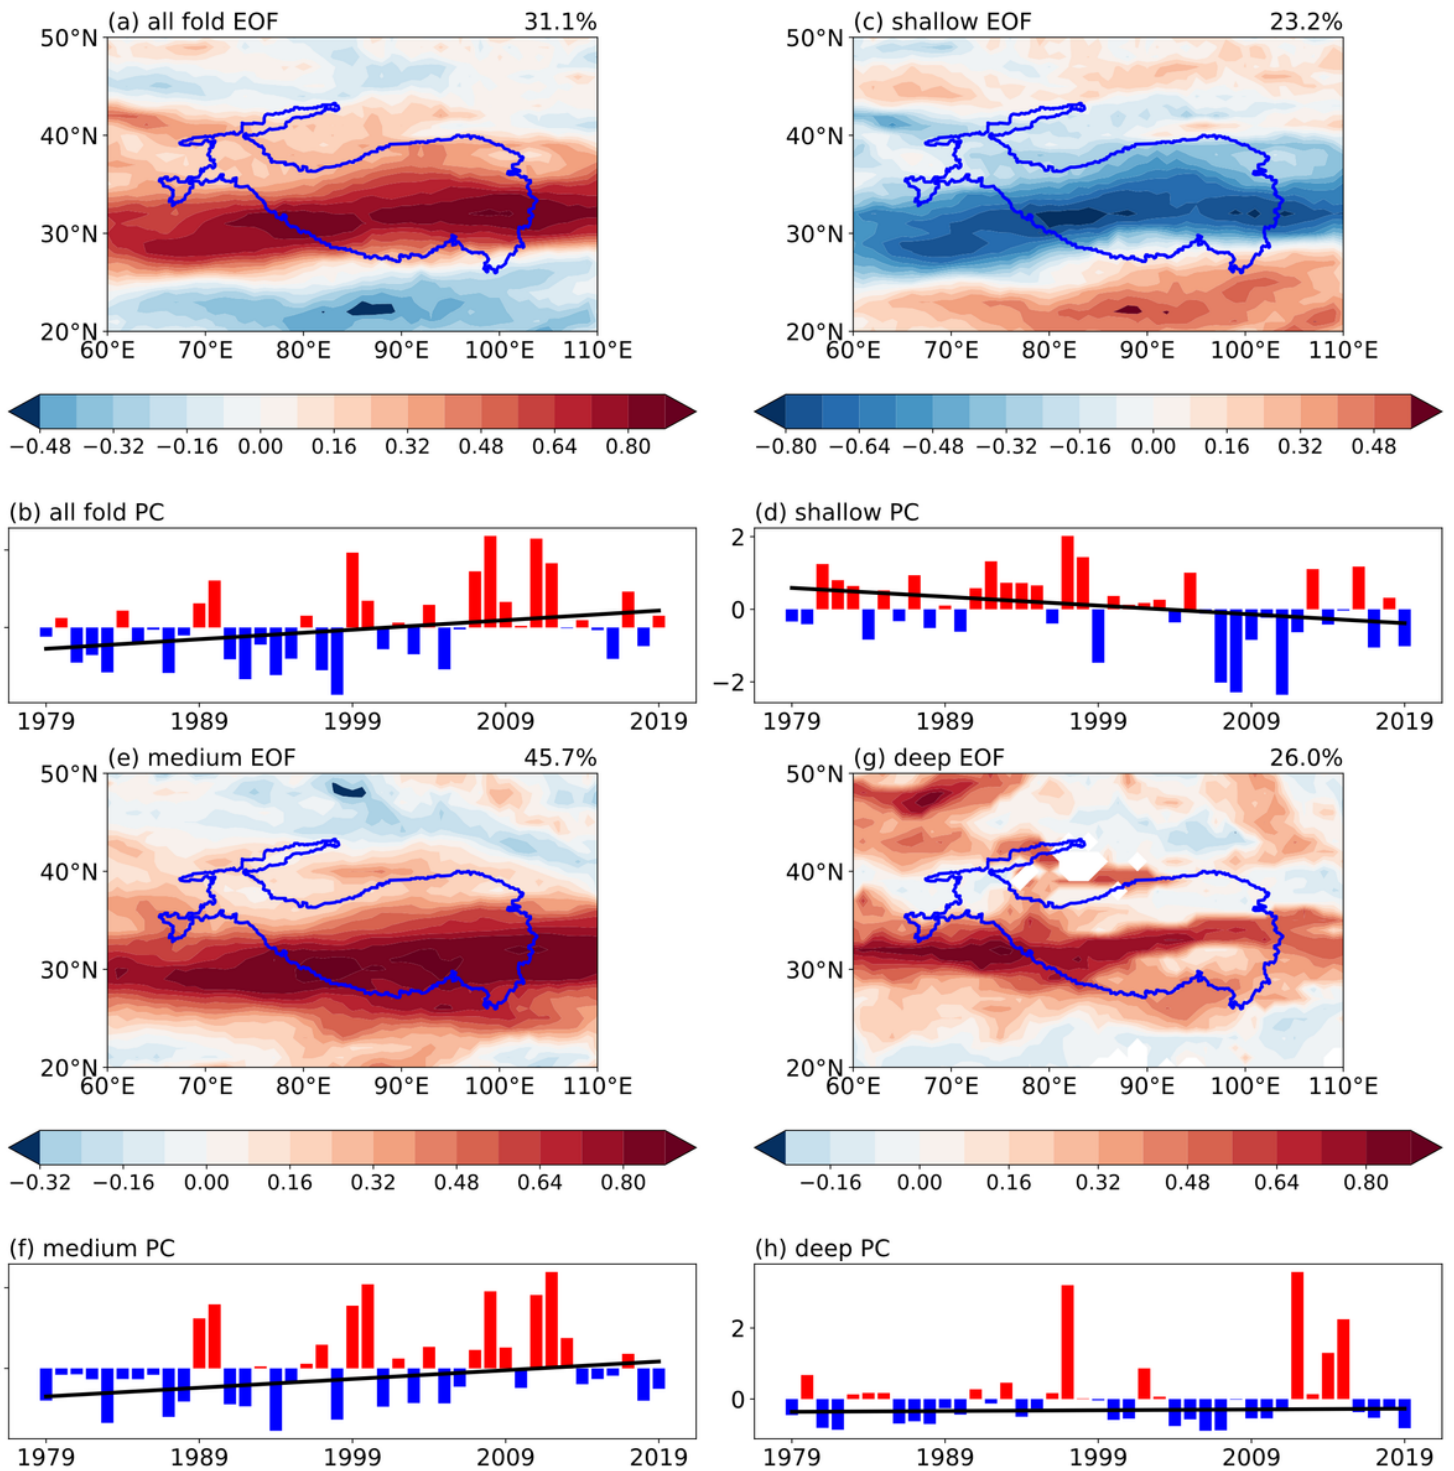 (a) all fold EOF 31.1%
50°N
40°N
30°N
20°N
60°E 70°E 80°E 90°E 100°E 110°E
−0.48 −0.32 −0.16 0.00 0.16 0.32 0.48 0.64 0.80
(c) shallow EOF 23.2%
50°N
40°N
30°N
20°N
60°E 70°E 80°E 90°E 100°E 110°E
−0.80 −0.64 −0.48 −0.32 −0.16 0.00 0.16 0.32 0.48
(b) all fold PC
1979 1989 1999 2009 2019
(d) shallow PC
2
0
−2
1979 1989 1999 2009 2019
(e) medium EOF 45.7%
50°N
40°N
30°N
20°N
60°E 70°E 80°E 90°E 100°E 110°E
−0.32 −0.16 0.00 0.16 0.32 0.48 0.64 0.80
(g) deep EOF 26.0%
50°N
40°N
30°N
20°N
60°E 70°E 80°E 90°E 100°E 110°E
−0.16 0.00 0.16 0.32 0.48 0.64 0.80
(f) medium PC
1979 1989 1999 2009 2019
(h) deep PC
2
0
1979 1989 1999 2009 2019